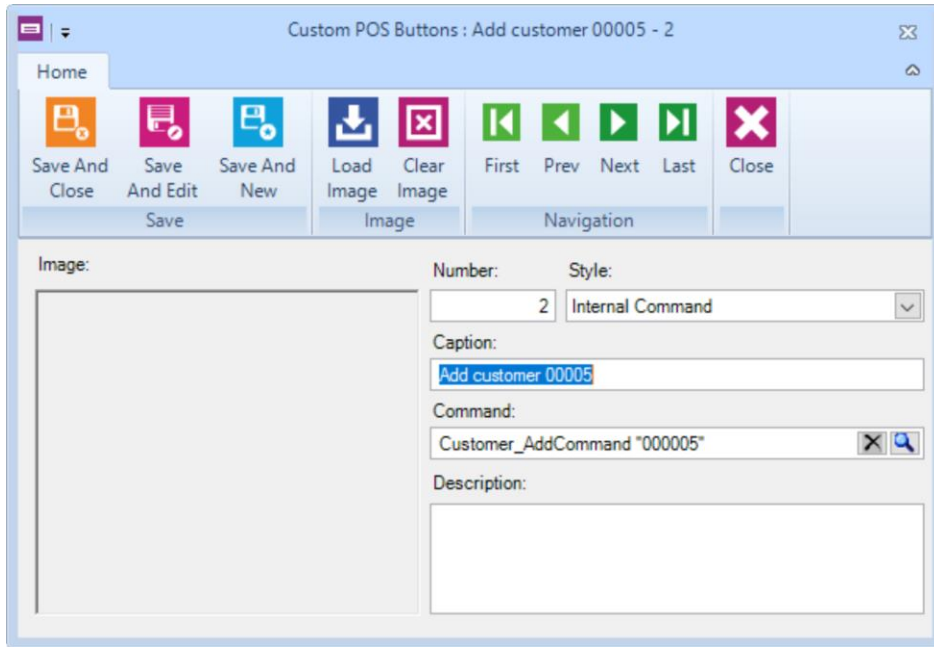 Custom POS Buttons : Add customer 00005 - 2
Home
Save And Close
Save And Edit
Save And New
Load Image
Clear Image
First
Prev
Next
Last
Close
Save
Image
Navigation
Image:
Number:
Style:
2
Internal Command
Caption:
Add customer 00005
Command:
Customer_AddCommand "000005"
Description: